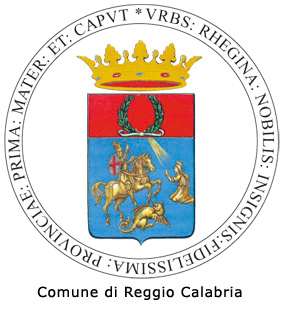 *VRBS: RHEGINA: NOBILIS: INSIGNIS: FIDELISSIMA: PROVINCIAE: PRIMA: MATER: ET: CAPVT
Comune di Reggio Calabria